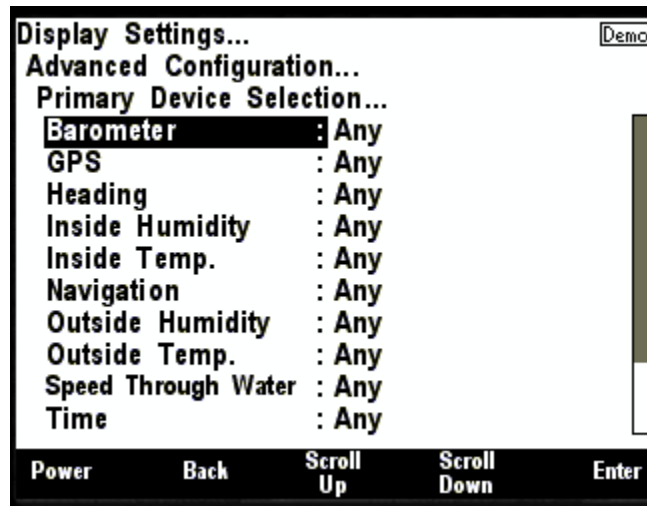 Display Settings...
Advanced Configuration...
Primary Device Selection...
Barometer : Any
GPS : Any
Heading : Any
Inside Humidity : Any
Inside Temp. : Any
Navigation : Any
Outside Humidity : Any
Outside Temp. : Any
Speed Through Water : Any
Time : Any
Power Back Scroll Up Scroll Down Enter